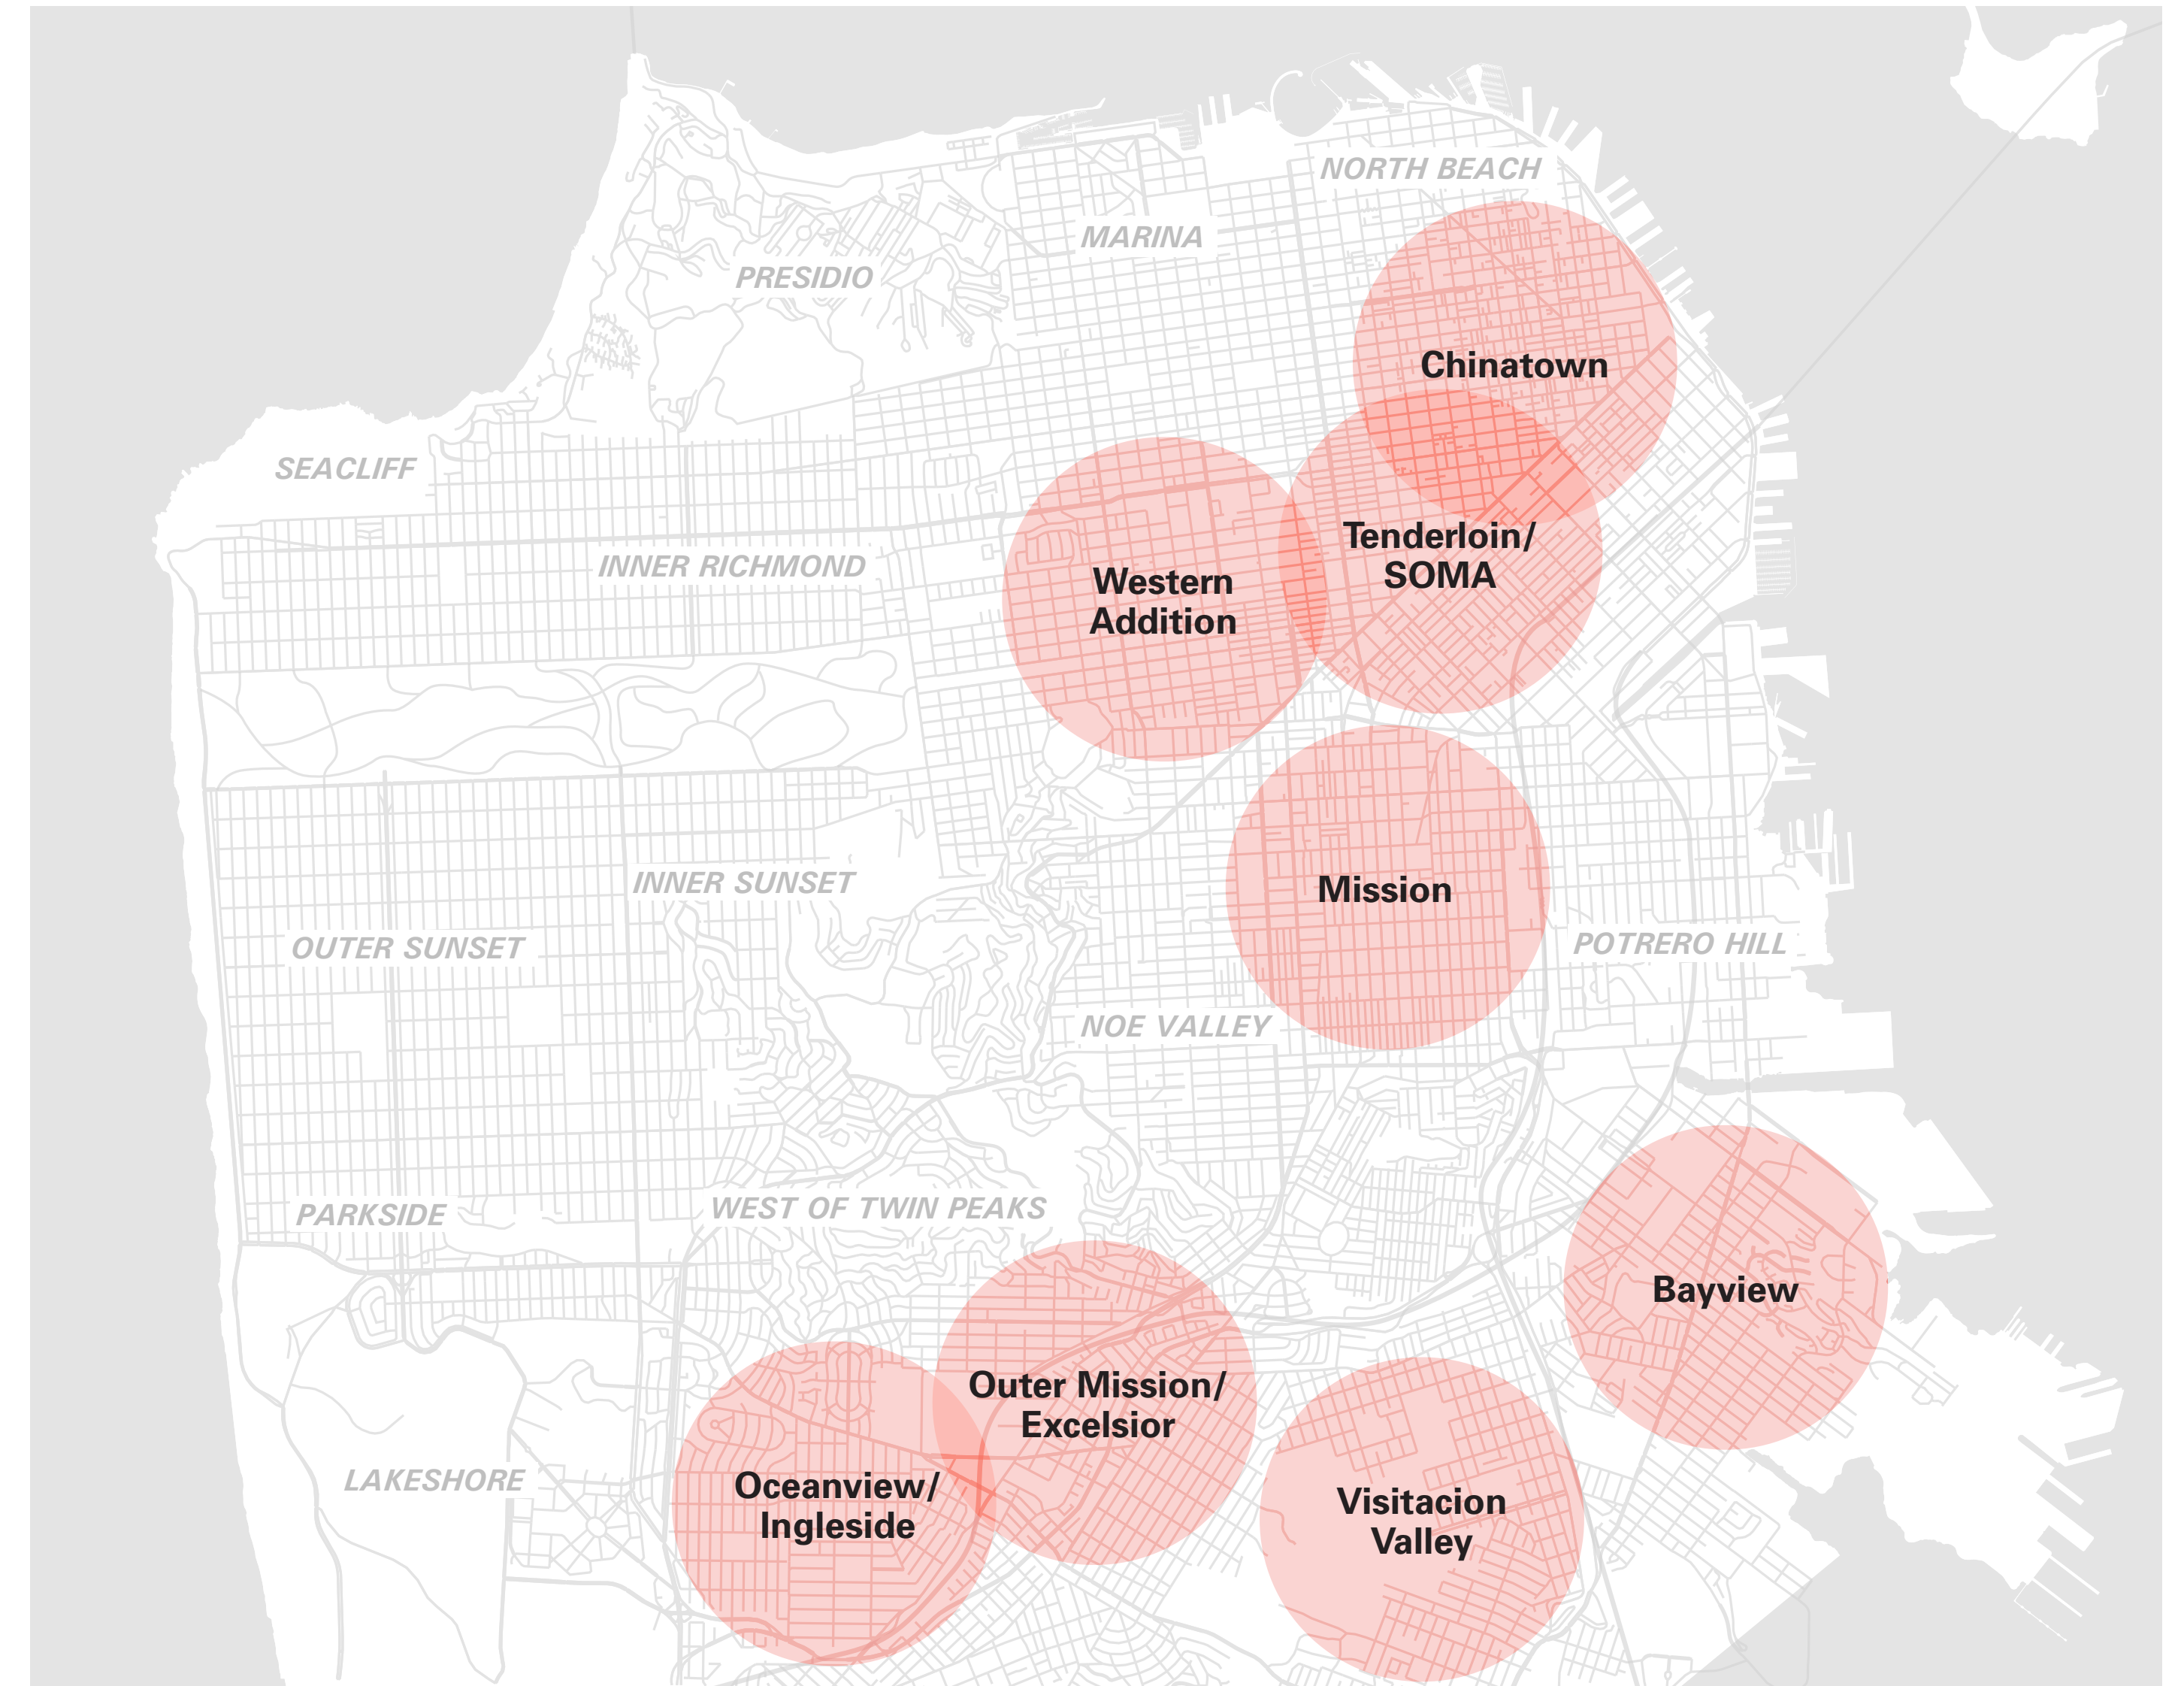 NORTH BEACH
MARINA
PRESIDIO
Chinatown
SEACLIFF
INNER RICHMOND
Tenderloin/
SOMA
Western
Addition
INNER SUNSET
Mission
OUTER SUNSET
POTRERO HILL
NOE VALLEY
WEST OF TWIN PEAKS
PARKSIDE
Bayview
Outer Mission/
Excelsior
LAKESHORE
Oceanview/
Ingleside
Visitacion
Valley